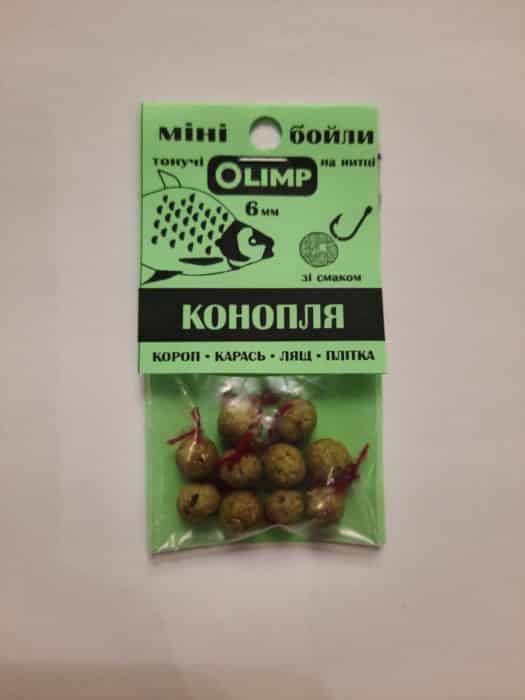 міні бойли
тонучі на нитці
OLIMP
6 мм
зі смаком
КОНОПЛЯ
КОРОП • КАРАСЬ • ЛЯЩ • ПЛІТКА